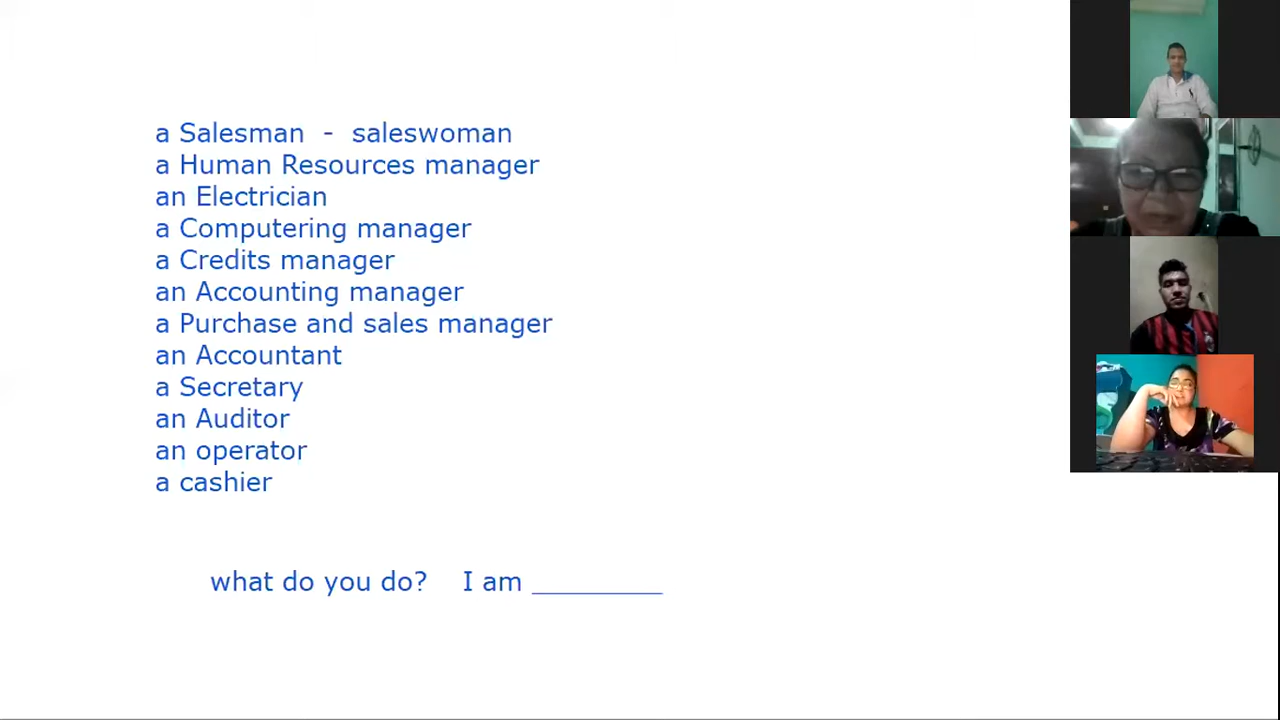 a Salesman - saleswoman
a Human Resources manager
an Electrician
a Computering manager
a Credits manager
an Accounting manager
a Purchase and sales manager
an Accountant
a Secretary
an Auditor
an operator
a cashier
what do you do? I am __________